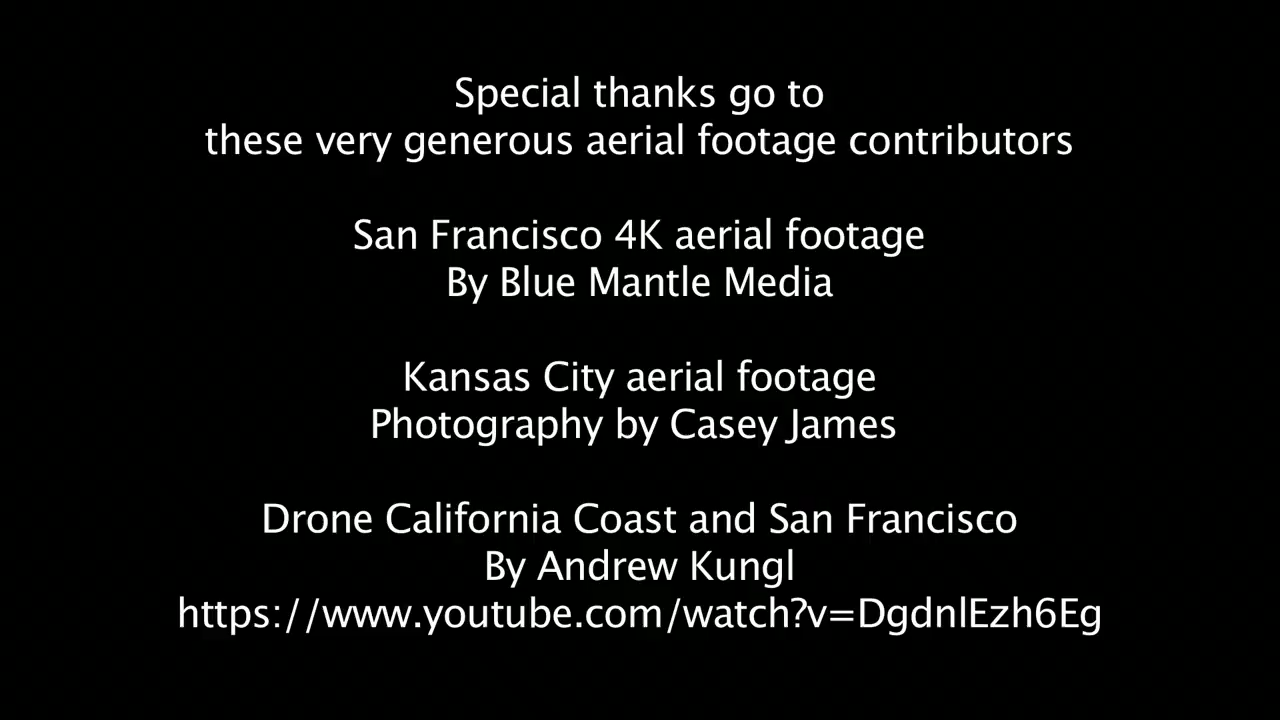 Special thanks go to
these very generous aerial footage contributors
San Francisco 4K aerial footage
By Blue Mantle Media
Kansas City aerial footage
Photography by Casey James
Drone California Coast and San Francisco
By Andrew Kungl
https://www.youtube.com/watch?v=DgdnlEzh6Eg